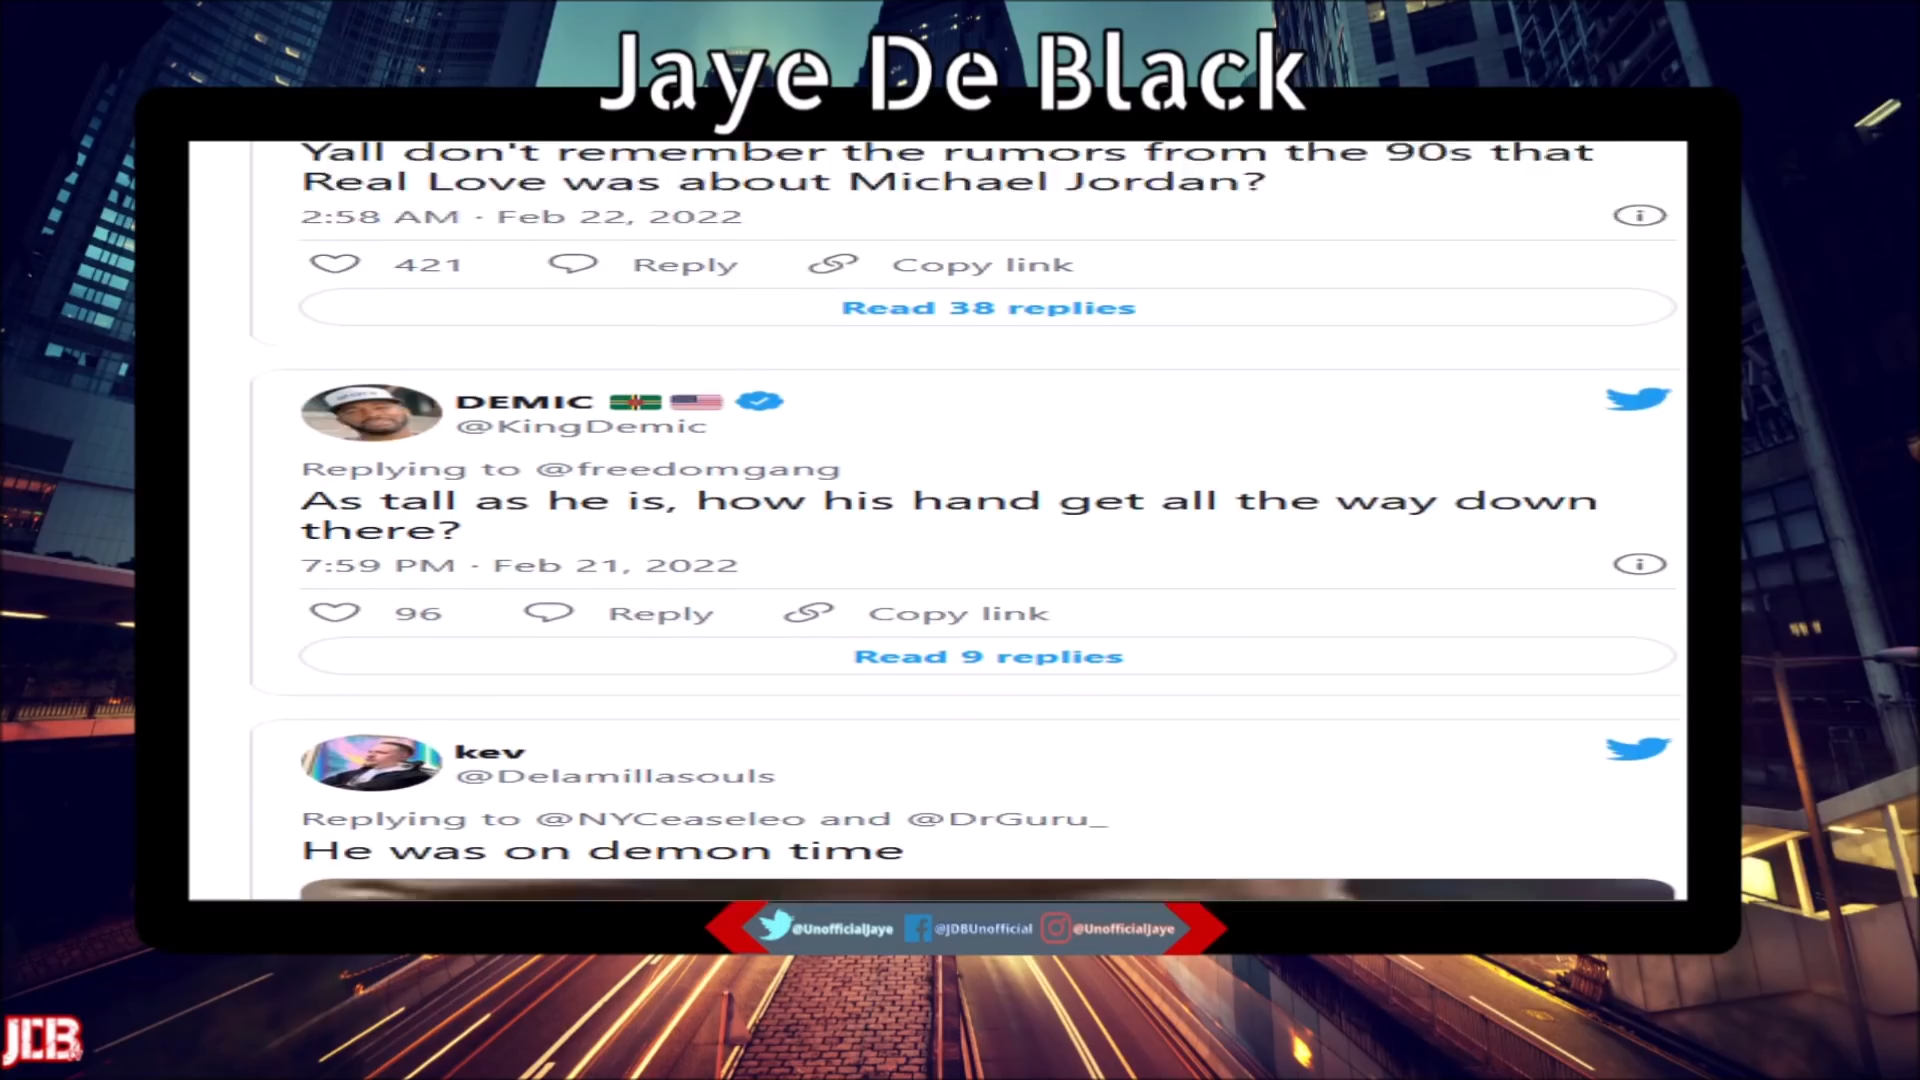 Jaye De Black
Yall don't remember the rumors from the 90s that
Real Love was about Michael Jordan?
2:58 AM · Feb 22, 2022
421 Reply Copy link
Read 38 replies
DEMIC
@KingDemic
Replying to @freedomgang
As tall as he is, how his hand get all the way down
there?
7:59 PM · Feb 21, 2022
96 Reply Copy link
Read 9 replies
kev
@Delamillasouls
Replying to @NYCeaseleo and @DrGuru_
He was on demon time
@UnofficialJaye @JDBUnofficial @UnofficialJaye